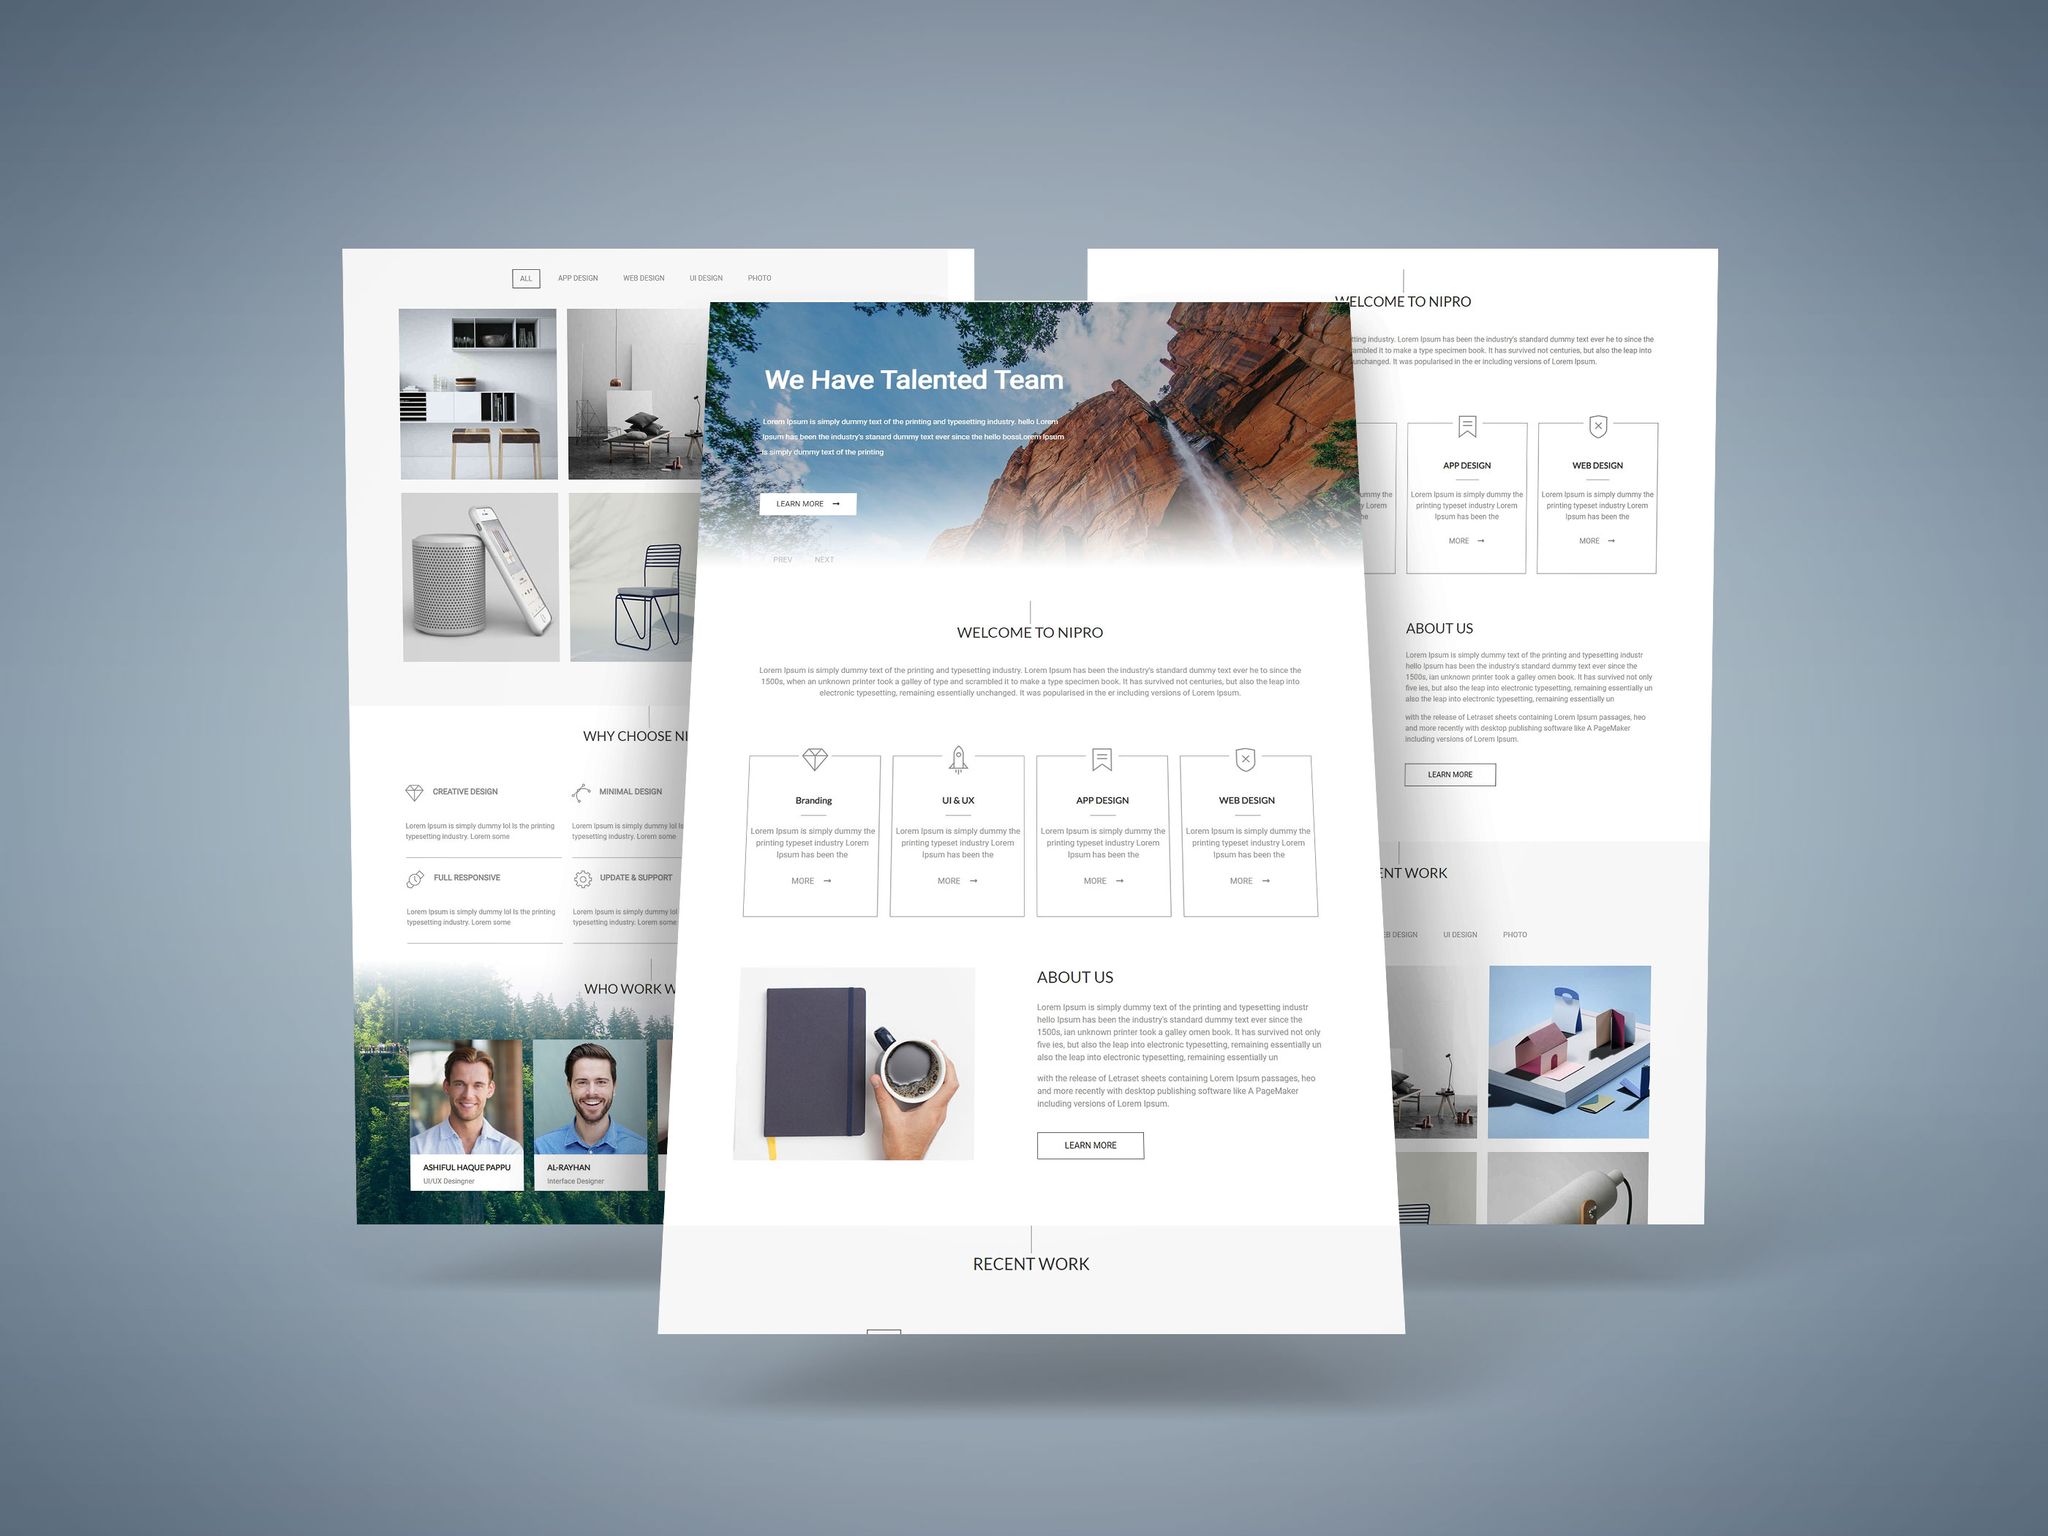 ALL APP DESIGN WEB DESIGN UI DESIGN PHOTO
WHY CHOOSE NI
CREATIVE DESIGN
Lorem Ipsum is simply dummy lol Is the printing
typesetting industry. Lorem some
MINIMAL DESIGN
Lorem Ipsum is simply dummy lol Is
typesetting industry. Lorem some
FULL RESPONSIVE
Lorem Ipsum is simply dummy lol Is the printing
typesetting industry. Lorem some
UPDATE & SUPPORT
Lorem Ipsum is simply dummy lol
typesetting industry. Lorem some
WHO WORK W
ASHIFUL HAQUE PAPPU
UI/UX Desingner
AL-RAYHAN
Interface Designer
We Have Talented Team
Lorem Ipsum is simply dummy text of the printing and typesetting industry. hello Lorem
Ipsum has been the industry's stanard dummy text ever since the hello bossLorem Ipsum
is simply dummy text of the printing
LEARN MORE
PREV NEXT
WELCOME TO NIPRO
Lorem Ipsum is simply dummy text of the printing and typesetting industry. Lorem Ipsum has been the industry's standard dummy text ever he to since the
1500s, when an unknown printer took a galley of type and scrambled it to make a type specimen book. It has survived not centuries, but also the leap into
electronic typesetting, remaining essentially unchanged. It was popularised in the er including versions of Lorem Ipsum.
Branding
Lorem Ipsum is simply dummy the
printing typeset industry Lorem
Ipsum has been the
MORE
UI & UX
Lorem Ipsum is simply dummy the
printing typeset industry Lorem
Ipsum has been the
MORE
APP DESIGN
Lorem Ipsum is simply dummy the
printing typeset industry Lorem
Ipsum has been the
MORE
WEB DESIGN
Lorem Ipsum is simply dummy the
printing typeset industry Lorem
Ipsum has been the
MORE
ABOUT US
Lorem Ipsum is simply dummy text of the printing and typesetting industr
hello Ipsum has been the industry's standard dummy text ever since the
1500s, ian unknown printer took a galley omen book. It has survived not only
five ies, but also the leap into electronic typesetting, remaining essentially un
also the leap into electronic typesetting, remaining essentially un
with the release of Letraset sheets containing Lorem Ipsum passages, heo
and more recently with desktop publishing software like A PageMaker
including versions of Lorem Ipsum.
LEARN MORE
RECENT WORK
WELCOME TO NIPRO
tting industry. Lorem Ipsum has been the industry's standard dummy text ever he to since the
ambled it to make a type specimen book. It has survived not centuries, but also the leap into
unchanged. It was popularised in the er including versions of Lorem Ipsum.
ummy the
y Lorem
he
APP DESIGN
Lorem Ipsum is simply dummy the
printing typeset industry Lorem
Ipsum has been the
MORE
WEB DESIGN
Lorem Ipsum is simply dummy the
printing typeset industry Lorem
Ipsum has been the
MORE
ABOUT US
Lorem Ipsum is simply dummy text of the printing and typesetting industr
hello Ipsum has been the industry's standard dummy text ever since the
1500s, ian unknown printer took a galley omen book. It has survived not only
five ies, but also the leap into electronic typesetting, remaining essentially un
also the leap into electronic typesetting, remaining essentially un
with the release of Letraset sheets containing Lorem Ipsum passages, heo
and more recently with desktop publishing software like A PageMaker
including versions of Lorem Ipsum.
LEARN MORE
ENT WORK
EB DESIGN UI DESIGN PHOTO